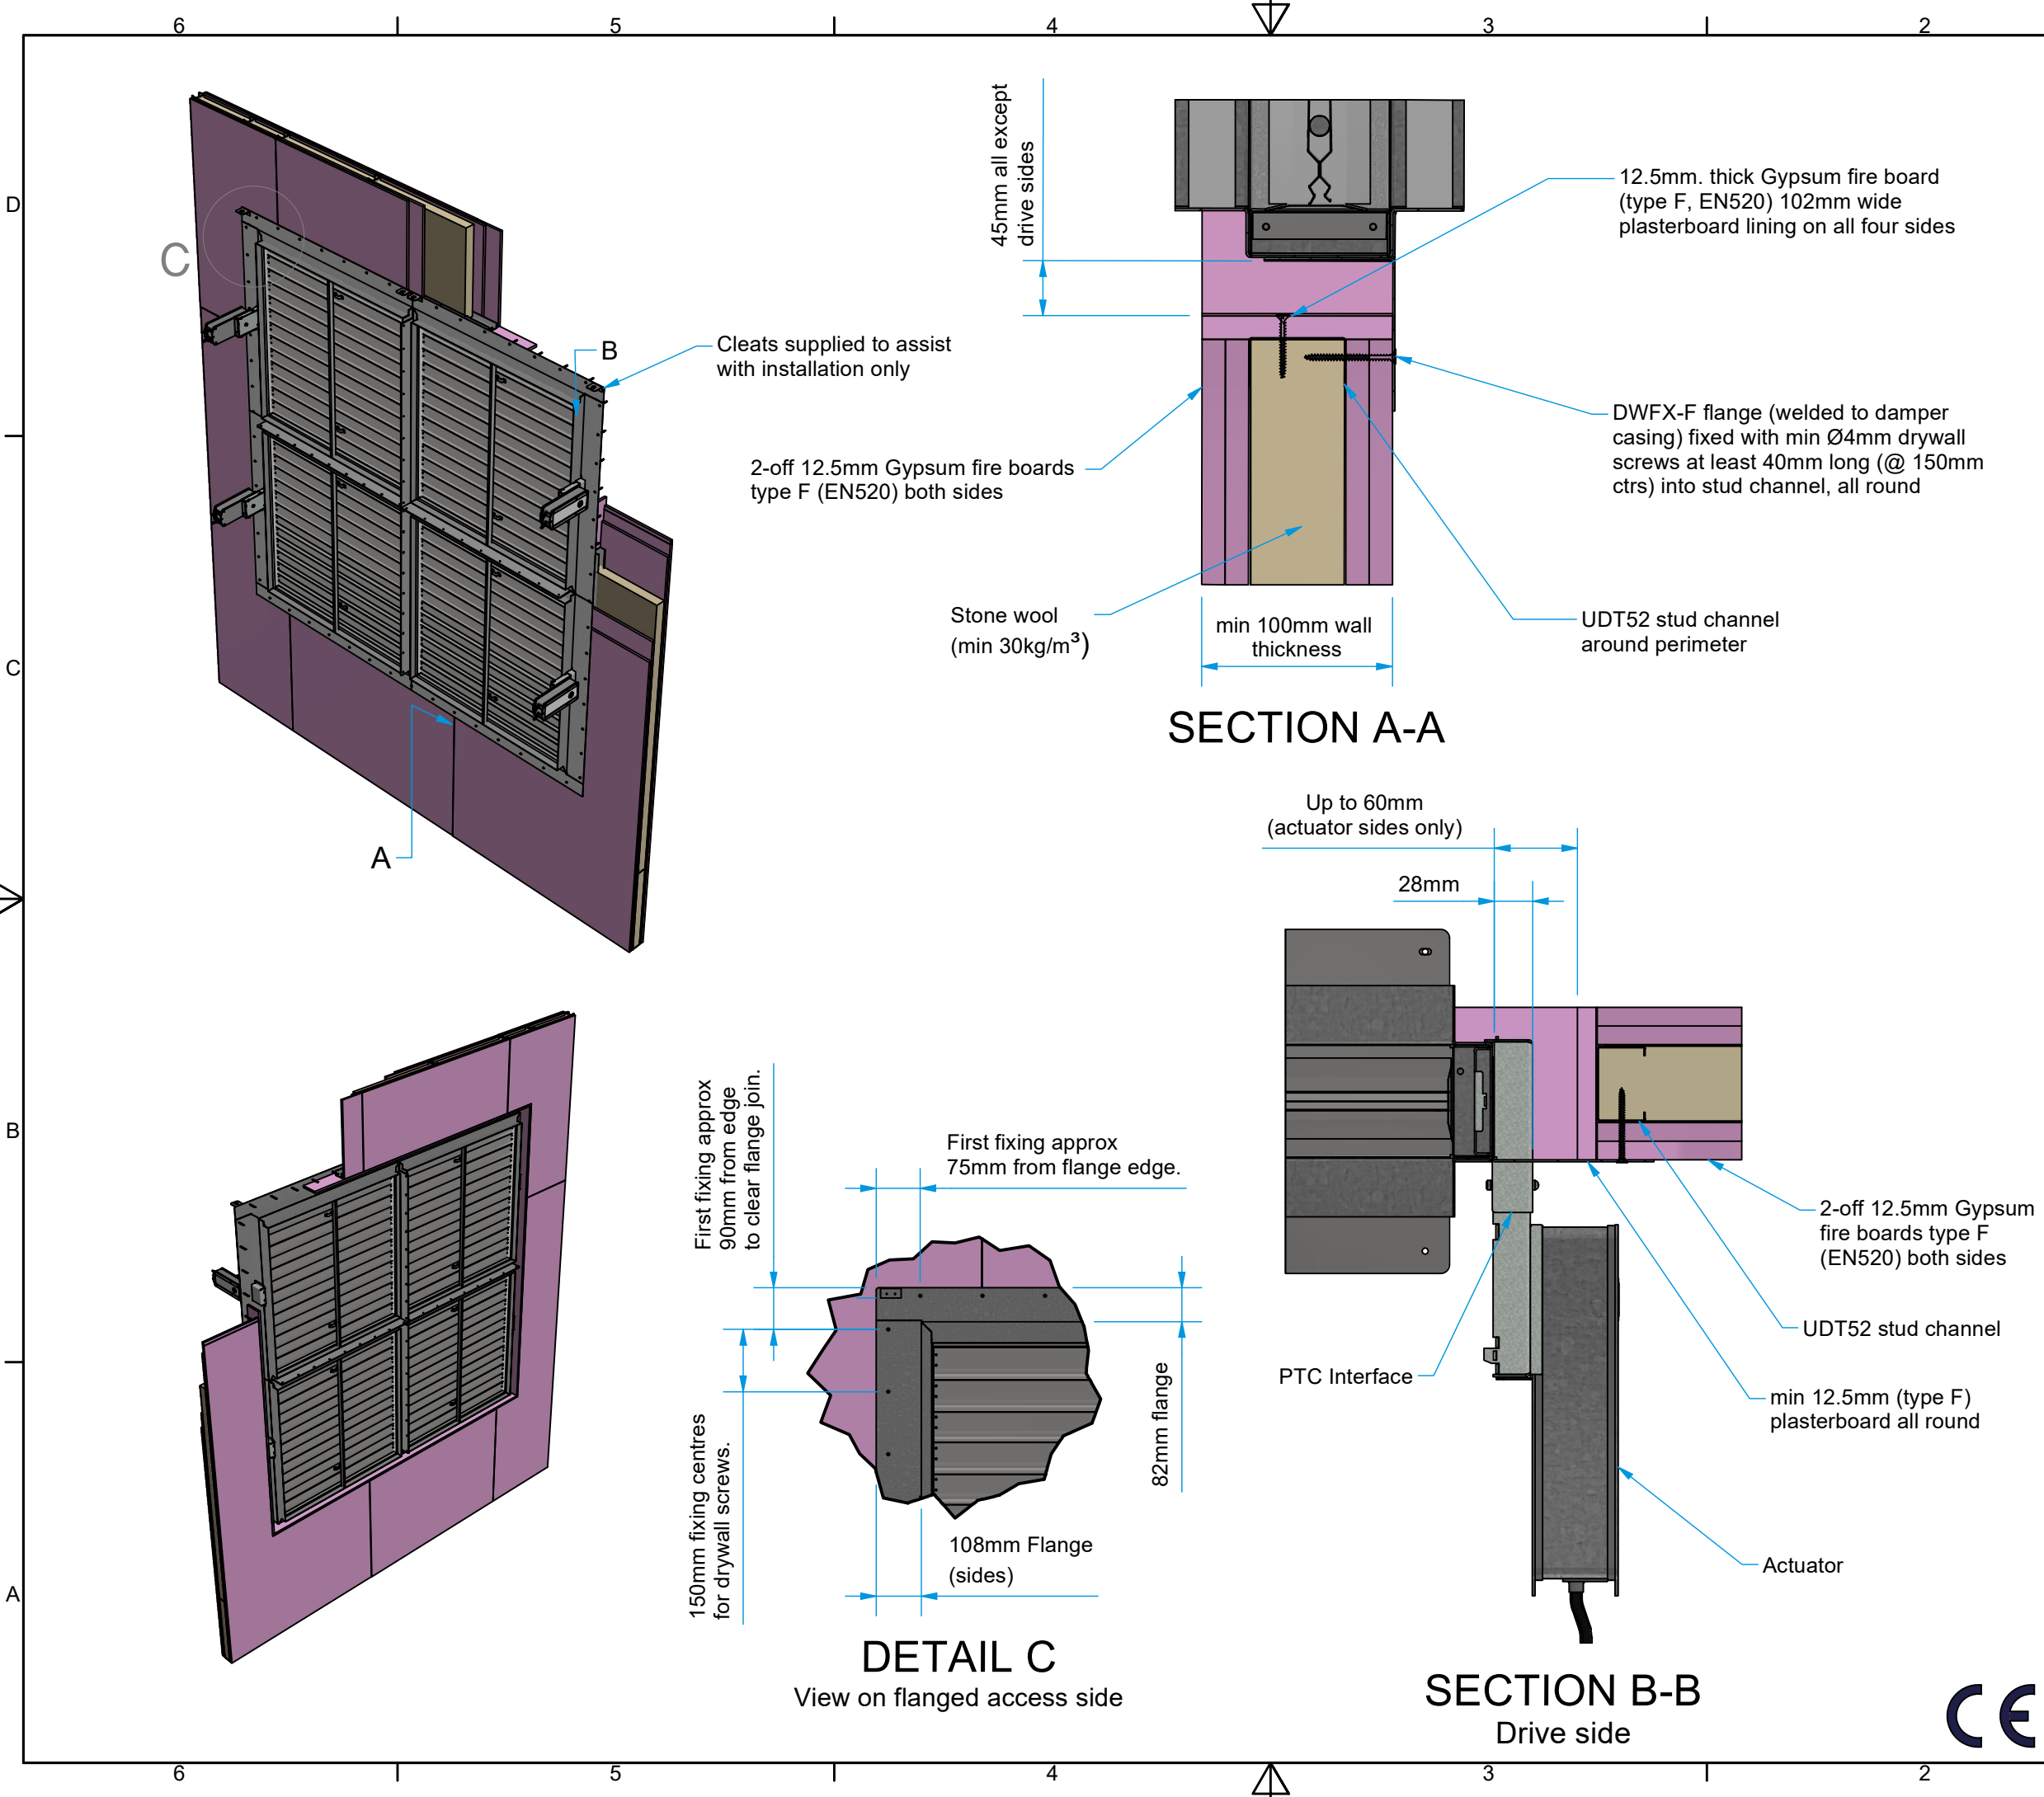 6
5
4
3
2
D
C
B
A
C
B
A
Cleats supplied to assist
with installation only
45mm all except
drive sides
12.5mm. thick Gypsum fire board
(type F, EN520) 102mm wide
plasterboard lining on all four sides
DWFX-F flange (welded to damper
casing) fixed with min Ø4mm drywall
screws at least 40mm long (@ 150mm
ctrs) into stud channel, all round
2-off 12.5mm Gypsum fire boards
type F (EN520) both sides
Stone wool
(min 30kg/m³)
min 100mm wall
thickness
UDT52 stud channel
around perimeter
SECTION A-A
Up to 60mm
(actuator sides only)
28mm
First fixing approx
90mm from edge
to clear flange join.
First fixing approx
75mm from flange edge.
150mm fixing centres
for drywall screws.
82mm flange
108mm Flange
(sides)
DETAIL C
View on flanged access side
2-off 12.5mm Gypsum
fire boards type F
(EN520) both sides
UDT52 stud channel
PTC Interface
min 12.5mm (type F)
plasterboard all round
Actuator
SECTION B-B
Drive side
CE
6
5
4
3
2